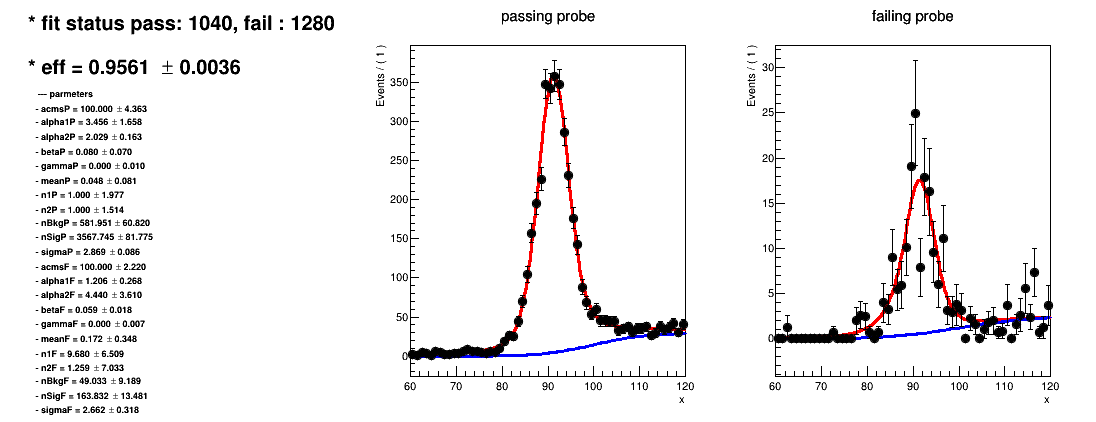 * fit status pass: 1040, fail : 1280
* eff = 0.9561 ± 0.0036
--- parmeters
- acmsP = 100.000 ± 4.363
- alpha1P = 3.456 ± 1.658
- alpha2P = 2.029 ± 0.163
- betaP = 0.080 ± 0.070
- gammaP = 0.000 ± 0.010
- meanP = 0.048 ± 0.081
- n1P = 1.000 ± 1.977
- n2P = 1.000 ± 1.514
- nBkgP = 581.951 ± 60.820
- nSigP = 3567.745 ± 81.775
- sigmaP = 2.869 ± 0.086
- acmsF = 100.000 ± 2.220
- alpha1F = 1.206 ± 0.268
- alpha2F = 4.440 ± 3.610
- betaF = 0.059 ± 0.018
- gammaF = 0.000 ± 0.007
- meanF = 0.172 ± 0.348
- n1F = 9.680 ± 6.509
- n2F = 1.259 ± 7.033
- nBkgF = 49.033 ± 9.189
- nSigF = 163.832 ± 13.481
- sigmaF = 2.662 ± 0.318
passing probe
Events / ( 1 )
350
300
250
200
150
100
50
0
60 70 80 90 100 110 120
x
failing probe
Events / ( 1 )
30
25
20
15
10
5
0
60 70 80 90 100 110 120
x